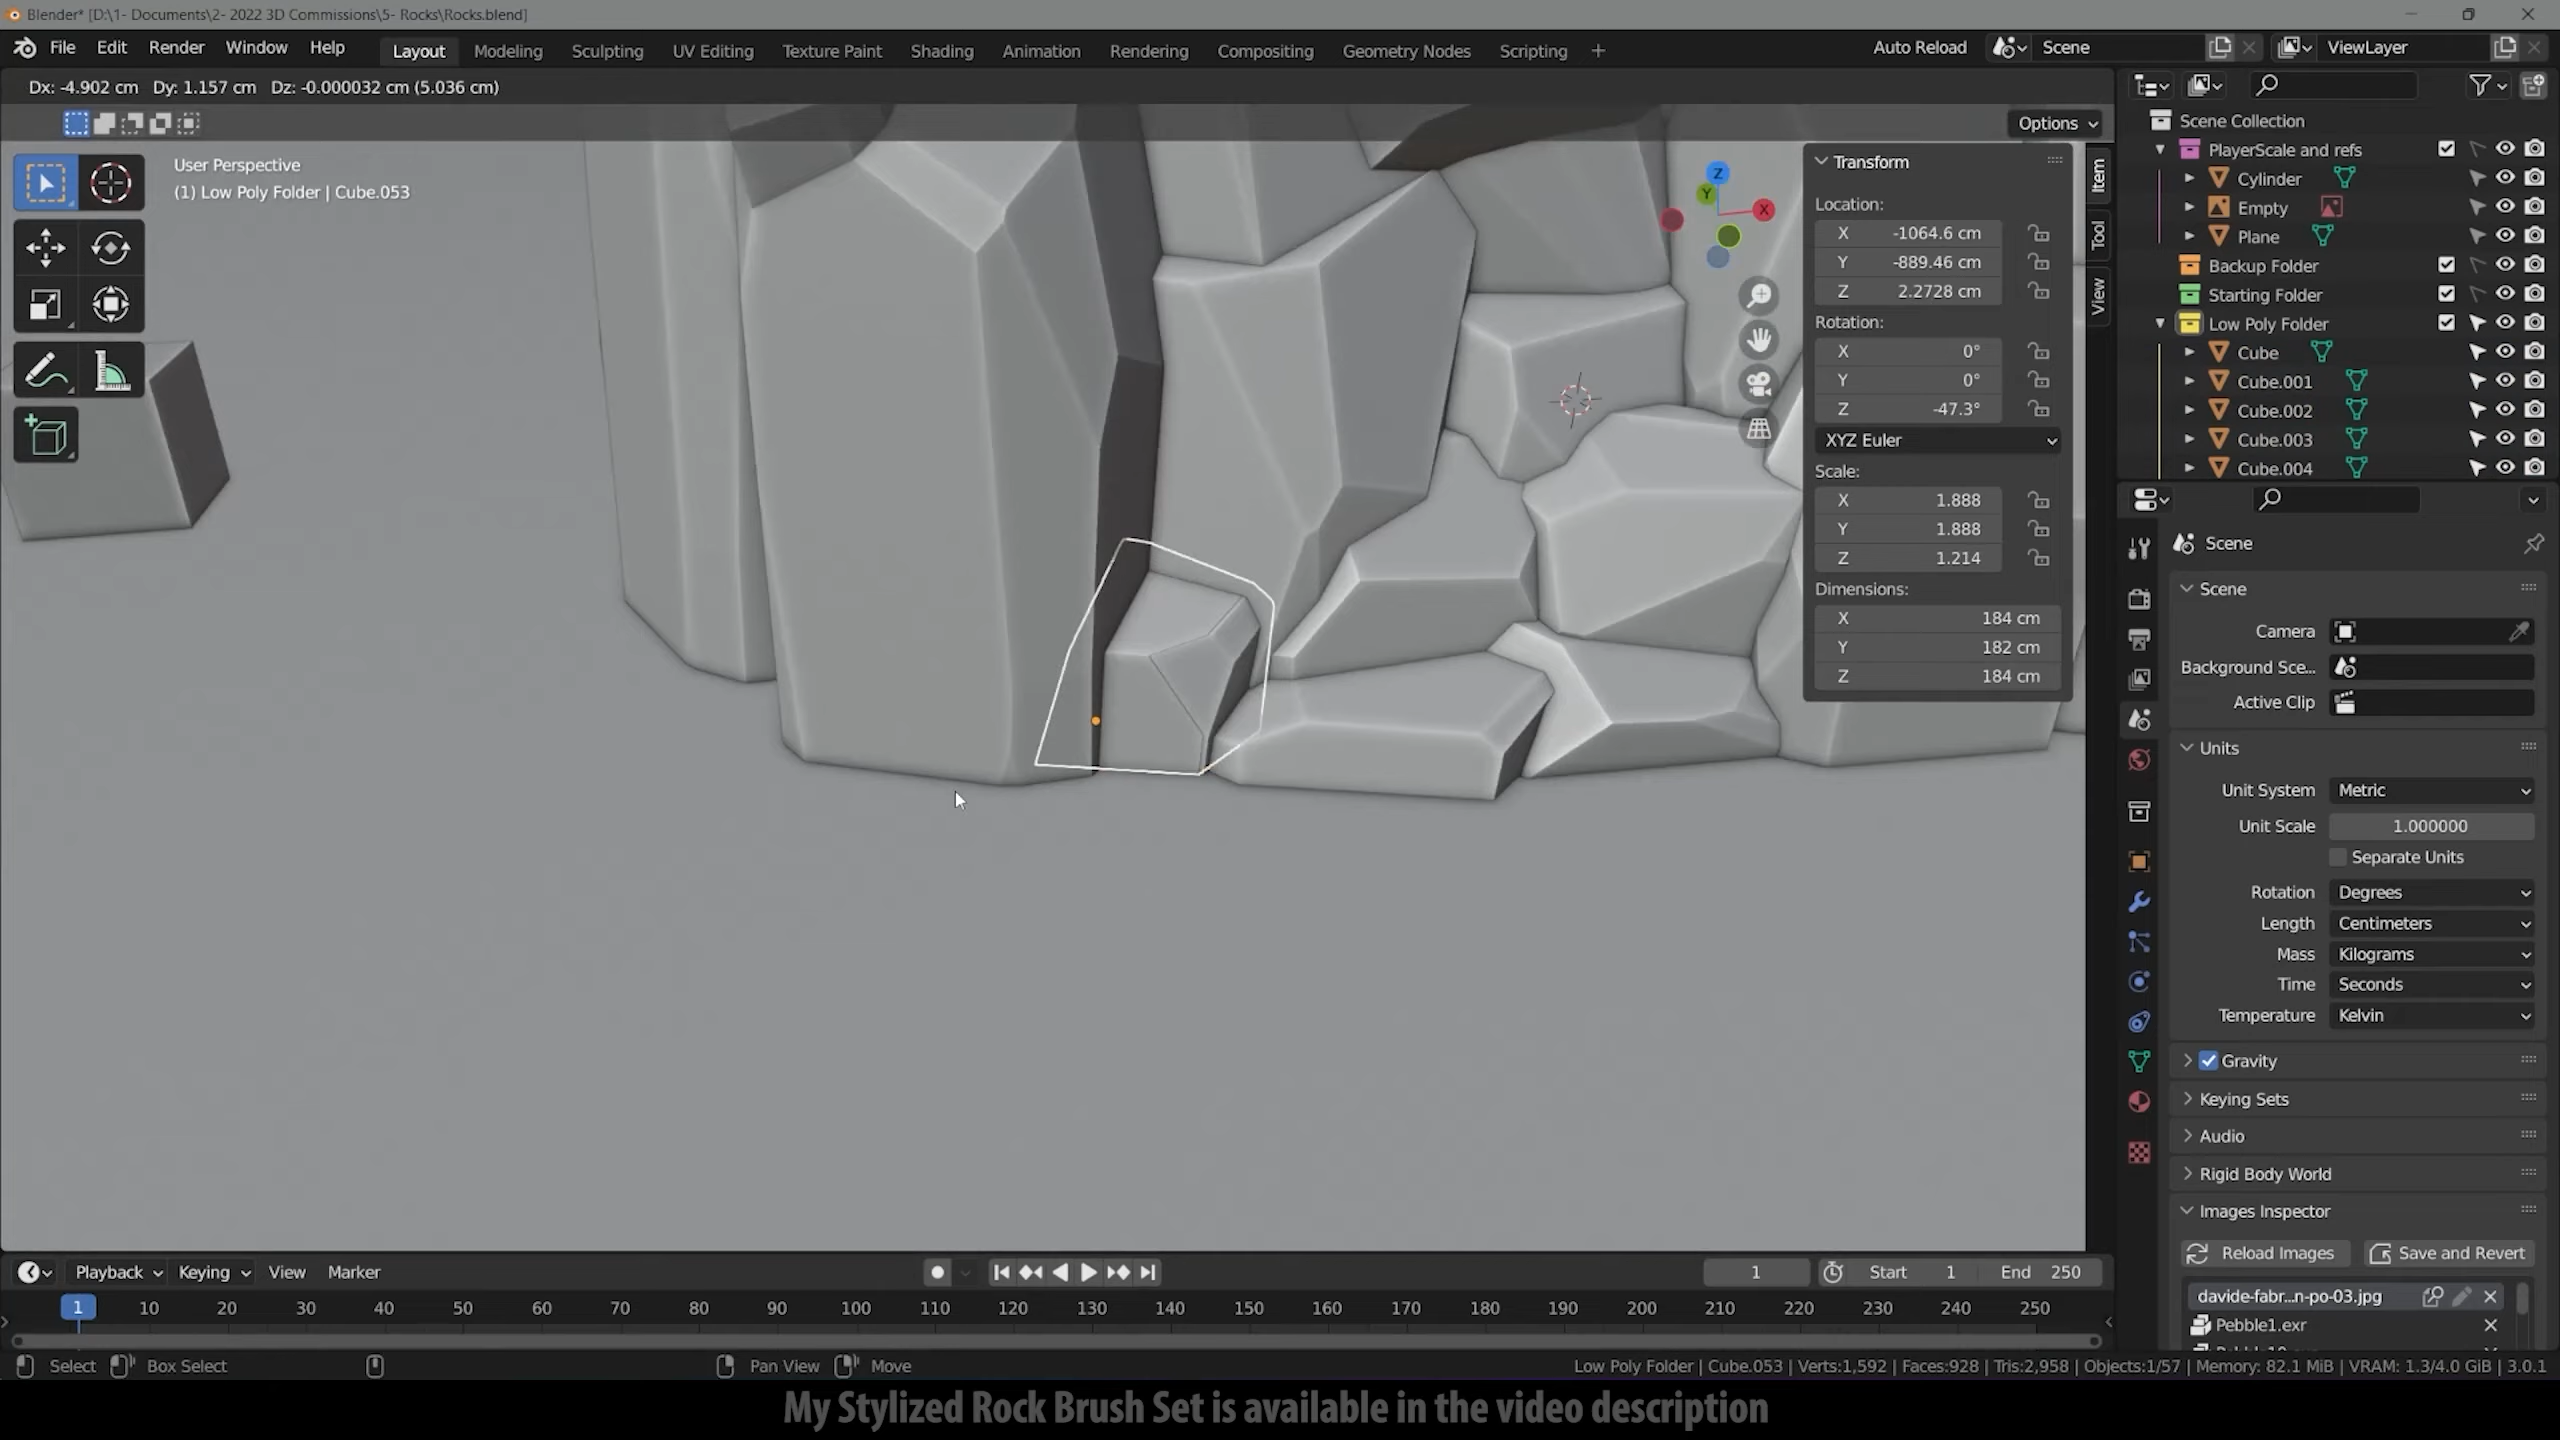 Blender* [D:\1- Documents\2- 2022 3D Commissions\5- Rocks\Rocks.blend]
File Edit Render Window Help Layout Modeling Sculpting UV Editing Texture Paint Shading Animation Rendering Compositing Geometry Nodes Scripting + Auto Reload Scene ViewLayer
Dx: -4.902 cm Dy: 1.157 cm Dz: -0.000032 cm (5.036 cm)
Options
User Perspective
(1) Low Poly Folder | Cube.053
Z
Y
X
Item
Tool
View
Transform
Location:
X -1064.6 cm
Y -889.46 cm
Z 2.2728 cm
Rotation:
X 0°
Y 0°
Z -47.3°
XYZ Euler
Scale:
X 1.888
Y 1.888
Z 1.214
Dimensions:
X 184 cm
Y 182 cm
Z 184 cm
Scene Collection
PlayerScale and refs
Cylinder
Empty
Plane
Backup Folder
Starting Folder
Low Poly Folder
Cube
Cube.001
Cube.002
Cube.003
Cube.004
Scene
Scene
Camera
Background Sce...
Active Clip
Units
Unit System Metric
Unit Scale 1.000000
Separate Units
Rotation Degrees
Length Centimeters
Mass Kilograms
Time Seconds
Temperature Kelvin
Gravity
Keying Sets
Audio
Rigid Body World
Images Inspector
Reload Images Save and Revert
davide-fabr...n-po-03.jpg
Pebble1.exr
Playback Keying View Marker 1 Start 1 End 250
1 10 20 30 40 50 60 70 80 90 100 110 120 130 140 150 160 170 180 190 200 210 220 230 240 250
Select Box Select Pan View Move Low Poly Folder | Cube.053 | Verts:1,592 | Faces:928 | Tris:2,958 | Objects:1/57 | Memory: 82.1 MiB | VRAM: 1.3/4.0 GiB | 3.0.1
My Stylized Rock Brush Set is available in the video description